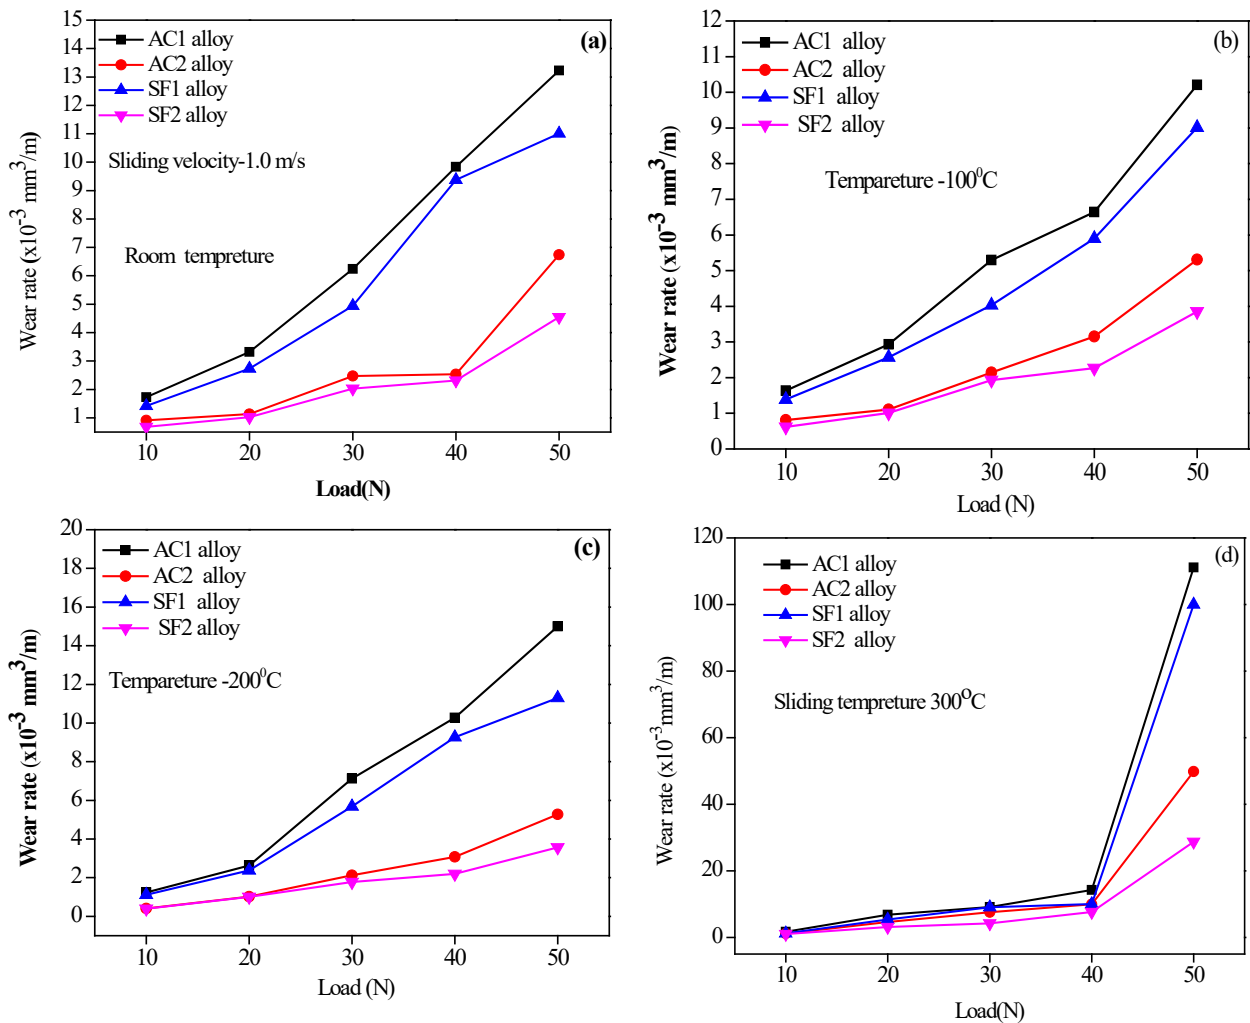 (a)
AC1 alloy
AC2 alloy
SF1 alloy
SF2 alloy
Sliding velocity-1.0 m/s
Room tempreture
Wear rate (x10⁻³ mm³/m)
15
14
13
12
11
10
9
8
7
6
5
4
3
2
1
10 20 30 40 50
Load(N)
(b)
AC1 alloy
AC2 alloy
SF1 alloy
SF2 alloy
Tempareture -100⁰C
Wear rate (x10⁻³ mm³/m)
12
11
10
9
8
7
6
5
4
3
2
1
0
10 20 30 40 50
Load (N)
(c)
AC1 alloy
AC2 alloy
SF1 alloy
SF2 alloy
Tempareture -200⁰C
Wear rate (x10⁻³ mm³/m)
20
18
16
14
12
10
8
6
4
2
0
10 20 30 40 50
Load (N)
(d)
AC1 alloy
AC2 alloy
SF1 alloy
SF2 alloy
Sliding tempreture 300⁰C
Wear rate (x10⁻³mm³/m)
120
100
80
60
40
20
0
10 20 30 40 50
Load(N)